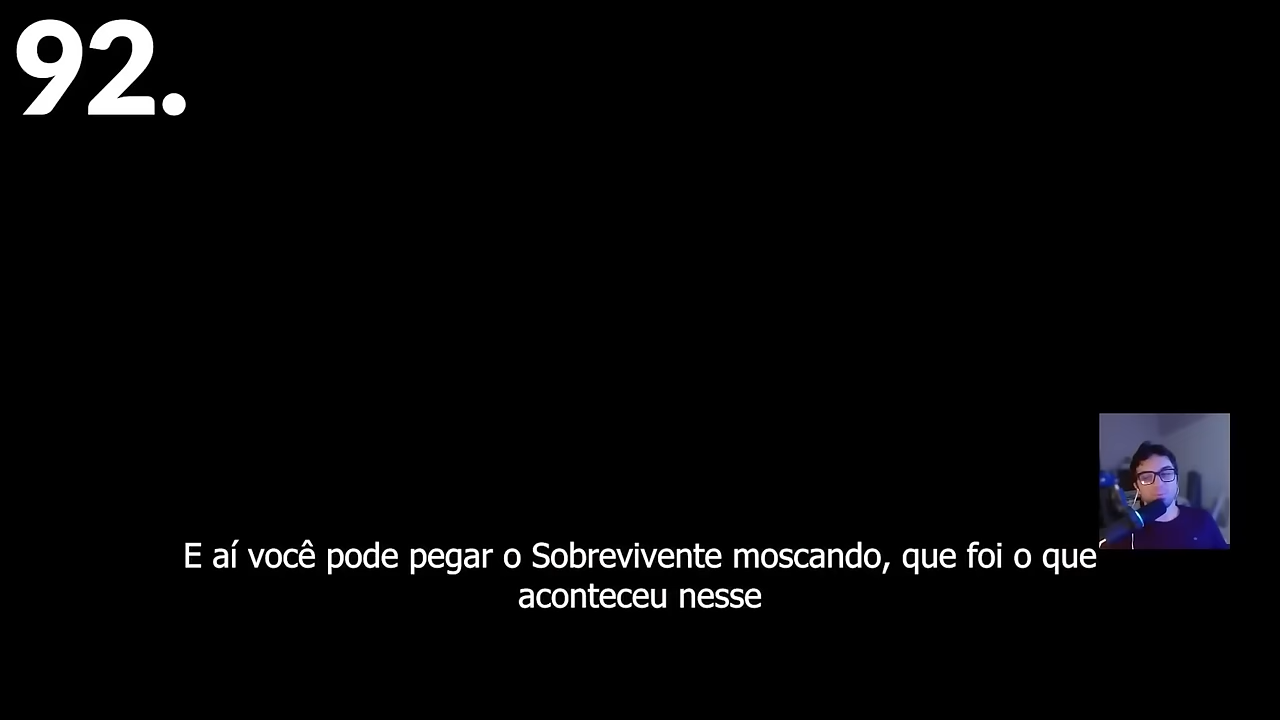 92.
E aí você pode pegar o Sobrevivente moscando, que foi o que
aconteceu nesse